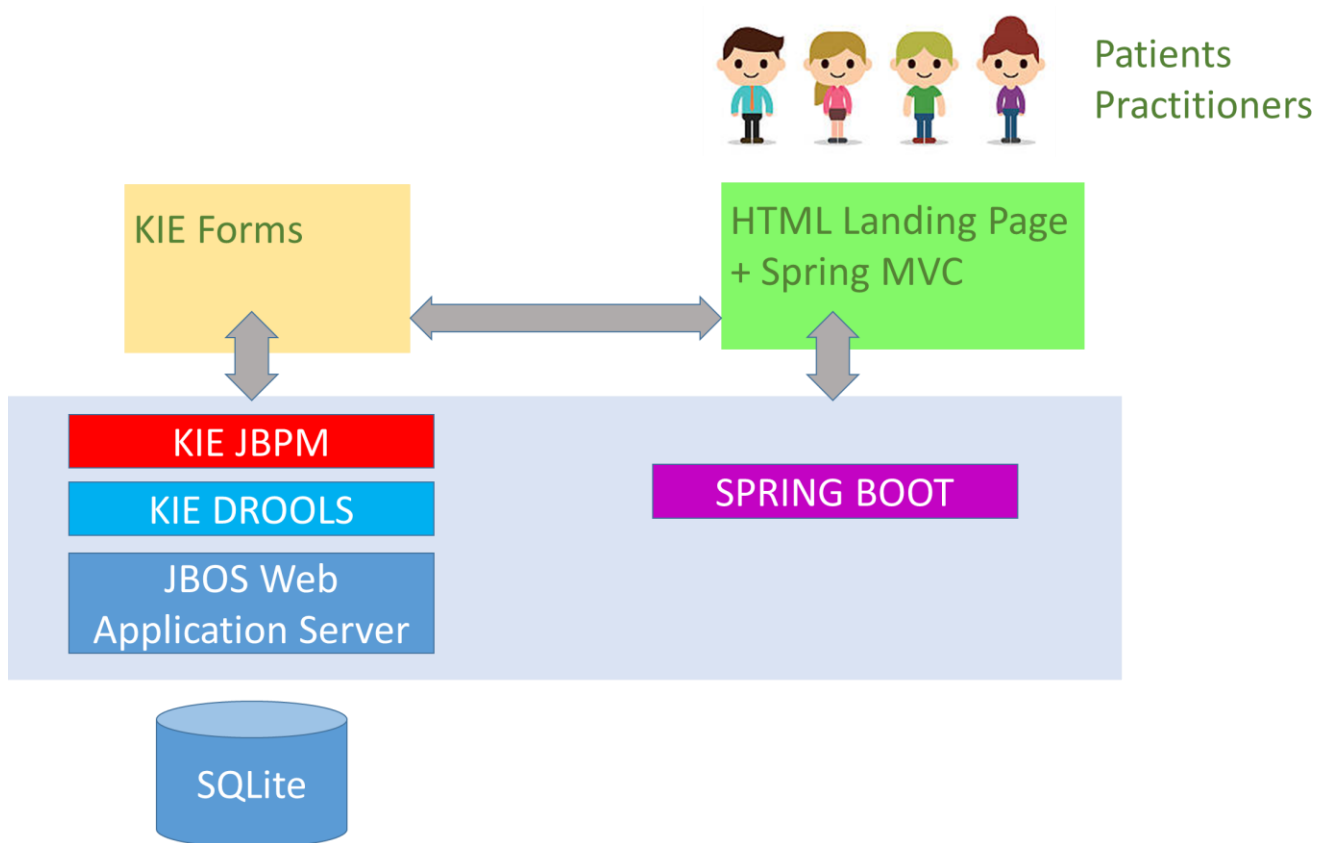 Patients
Practitioners
KIE Forms
HTML Landing Page
+ Spring MVC
KIE JBPM
KIE DROOLS
JBOS Web
Application Server
SPRING BOOT
SQLite